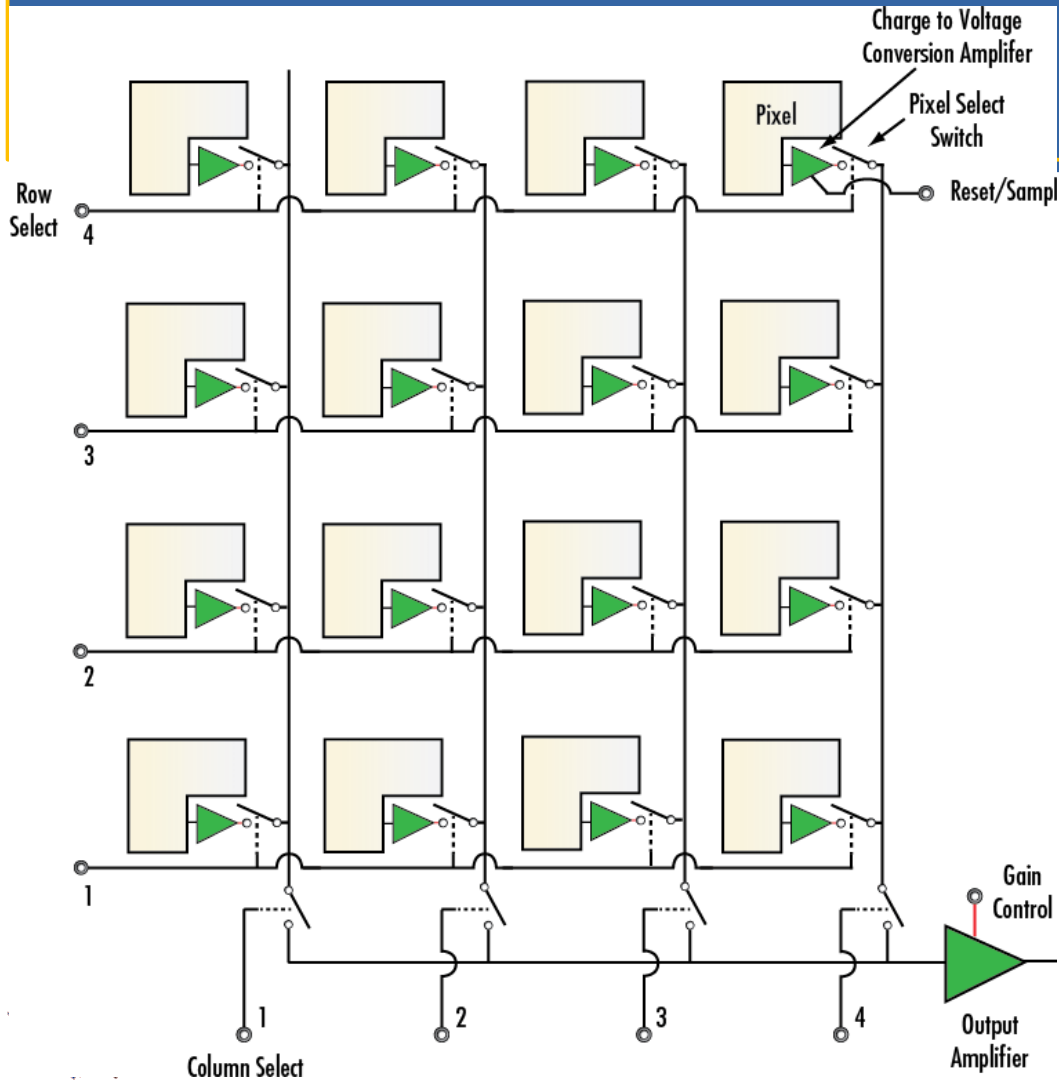 Charge to Voltage
Conversion Amplifer
Pixel
Pixel Select
Switch
Row
Select
4
Reset/Sampl
3
2
1
Gain
Control
1
2
3
4
Column Select
Output
Amplifier